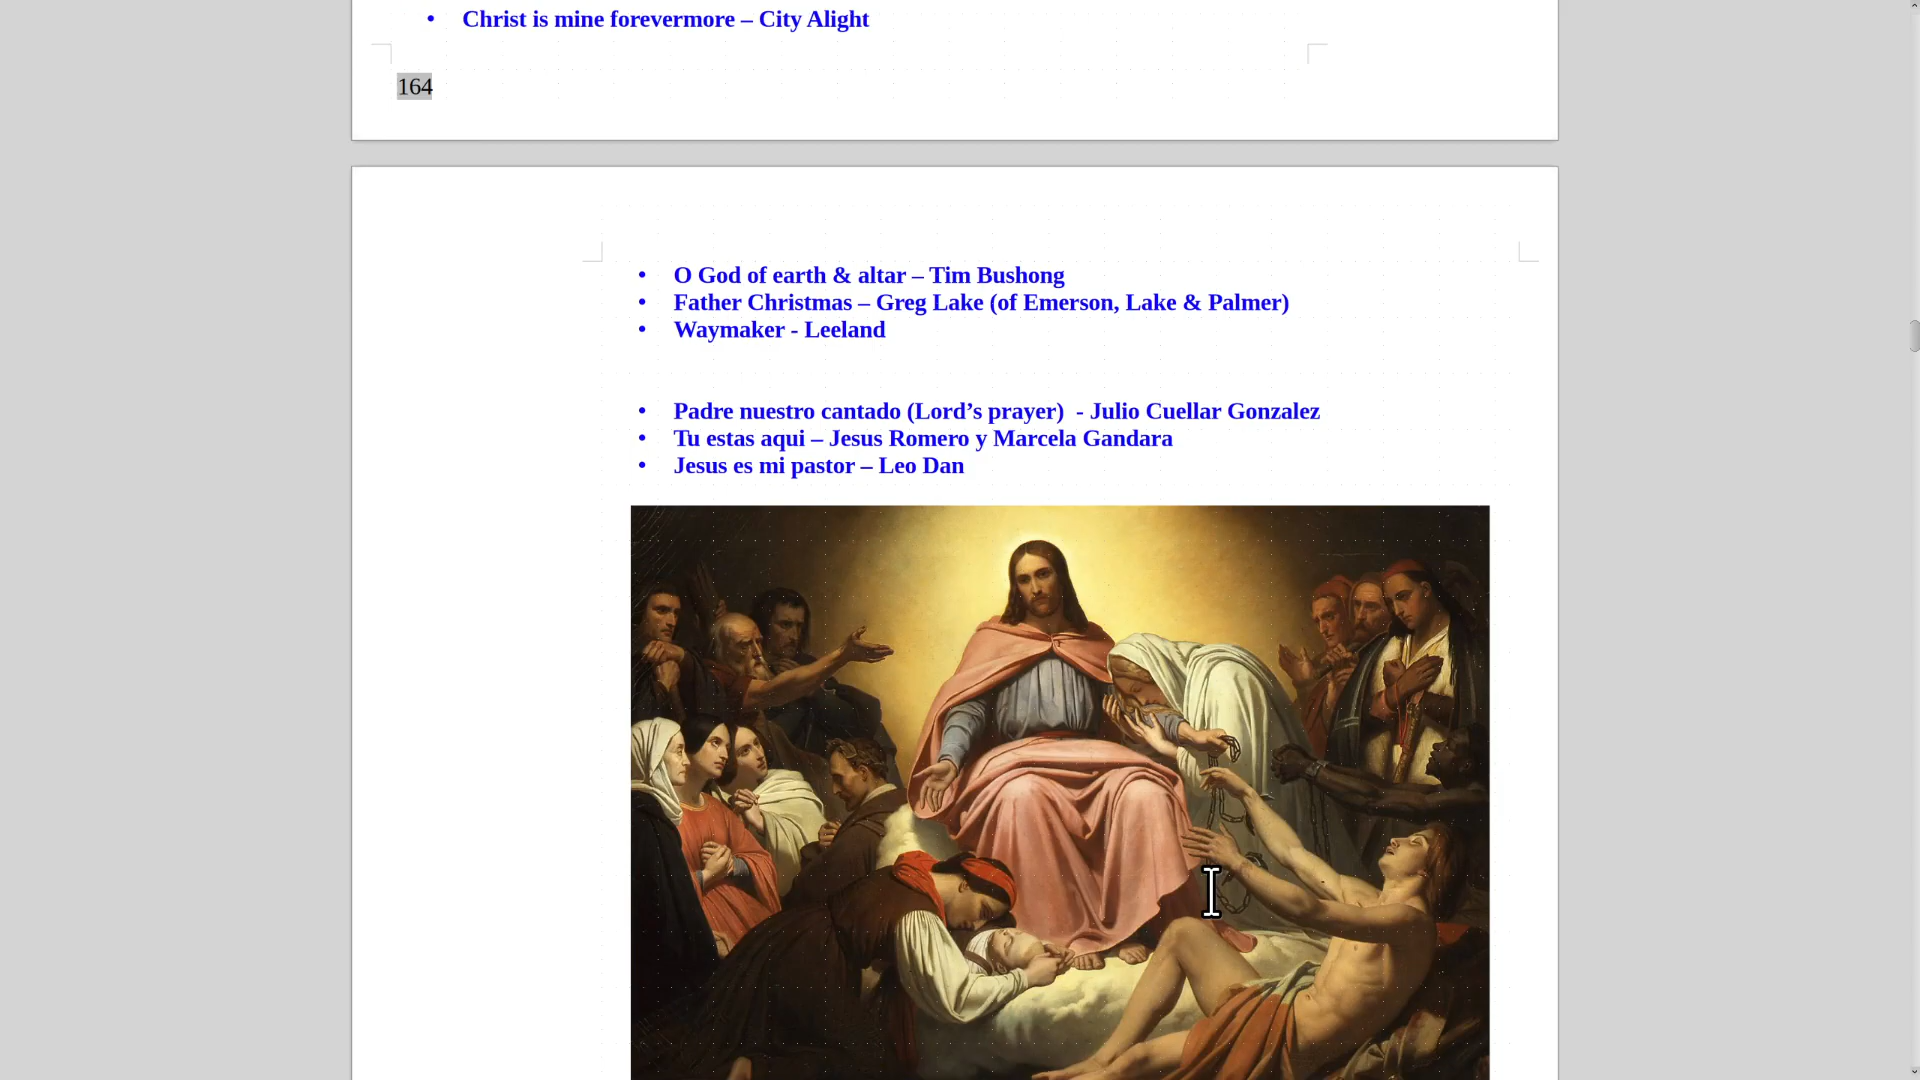 • Christ is mine forevermore – City Alight
164
• O God of earth & altar – Tim Bushong
• Father Christmas – Greg Lake (of Emerson, Lake & Palmer)
• Waymaker - Leeland
• Padre nuestro cantado (Lord’s prayer)  - Julio Cuellar Gonzalez
• Tu estas aqui – Jesus Romero y Marcela Gandara
• Jesus es mi pastor – Leo Dan